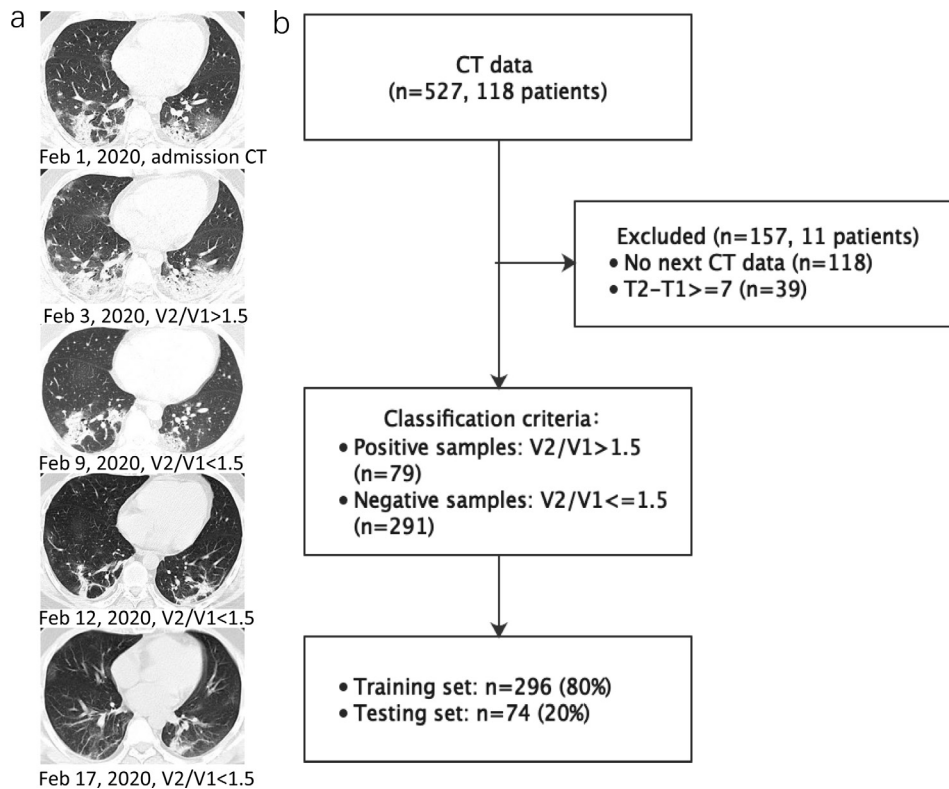 a
Feb 1, 2020, admission CT
Feb 3, 2020, V2/V1>1.5
Feb 9, 2020, V2/V1<1.5
Feb 12, 2020, V2/V1<1.5
Feb 17, 2020, V2/V1<1.5
b
CT data
(n=527, 118 patients)
Excluded (n=157, 11 patients)
• No next CT data (n=118)
• T2-T1>=7 (n=39)
Classification criteria:
• Positive samples: V2/V1>1.5
(n=79)
• Negative samples: V2/V1<=1.5
(n=291)
• Training set: n=296 (80%)
• Testing set: n=74 (20%)